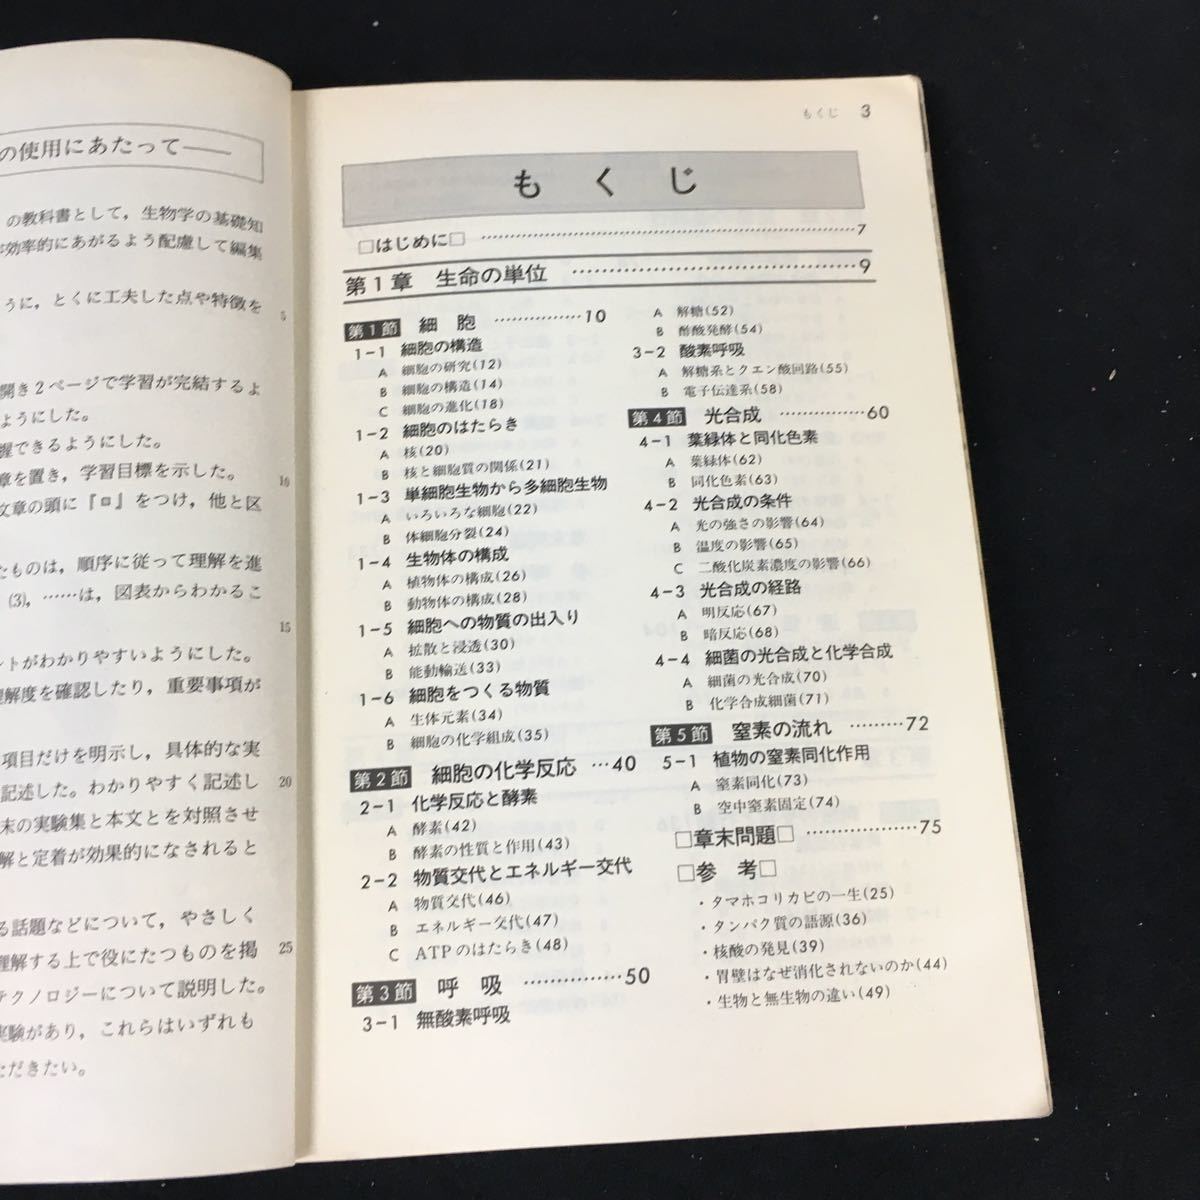 の使用にあたって――
の教科書として，生物学の基礎知
効率的にあがるよう配慮して編集
うに，とくに工夫した点や特徴を
5
開き2ページで学習が完結するよ
ようにした。
握できるようにした。
章を置き，学習目標を示した。
10
文章の頭に『◘』をつけ，他と区
たものは，順序に従って理解を進
(3)，……は，図表からわかるこ
15
ントがわかりやすいようにした。
理解度を確認したり，重要事項が
項目だけを明示し，具体的な実
記述した。わかりやすく記述し
20
末の実験集と本文とを対照させ
解と定着が効果的になされると
る話題などについて，やさしく
理解する上で役にたつものを掲
25
テクノロジーについて説明した。
実験があり，これらはいずれも
ただきたい。
もくじ 3
もくじ
□はじめに□ ……… 7
第1章 生命の単位 ……… 9
第1節 細胞 ……… 10
1-1 細胞の構造
A 細胞の研究(12)
B 細胞の構造(14)
C 細胞の進化(18)
1-2 細胞のはたらき
A 核(20)
B 核と細胞質の関係(21)
1-3 単細胞生物から多細胞生物
A いろいろな細胞(22)
B 体細胞分裂(24)
1-4 生物体の構成
A 植物体の構成(26)
B 動物体の構成(28)
1-5 細胞への物質の出入り
A 拡散と浸透(30)
B 能動輸送(33)
1-6 細胞をつくる物質
A 生体元素(34)
B 細胞の化学組成(35)
第2節 細胞の化学反応 …40
2-1 化学反応と酵素
A 酵素(42)
B 酵素の性質と作用(43)
2-2 物質交代とエネルギー交代
A 物質交代(46)
B エネルギー交代(47)
C ATPのはたらき(48)
第3節 呼吸 ……… 50
3-1 無酸素呼吸
A 解糖(52)
B 酢酸発酵(54)
3-2 酸素呼吸
A 解糖系とクエン酸回路(55)
B 電子伝達系(58)
第4節 光合成 ……… 60
4-1 葉緑体と同化色素
A 葉緑体(62)
B 同化色素(63)
4-2 光合成の条件
A 光の強さの影響(64)
B 温度の影響(65)
C 二酸化炭素濃度の影響(66)
4-3 光合成の経路
A 明反応(67)
B 暗反応(68)
4-4 細菌の光合成と化学合成
A 細菌の光合成(70)
B 化学合成細菌(71)
第5節 窒素の流れ ……… 72
5-1 植物の窒素同化作用
A 窒素同化(73)
B 空中窒素固定(74)
□章末問題□ ……… 75
□参考□
・タマホコリカビの一生(25)
・タンパク質の語源(36)
・核酸の発見(39)
・胃壁はなぜ消化されないのか(44)
・生物と無生物の違い(49)